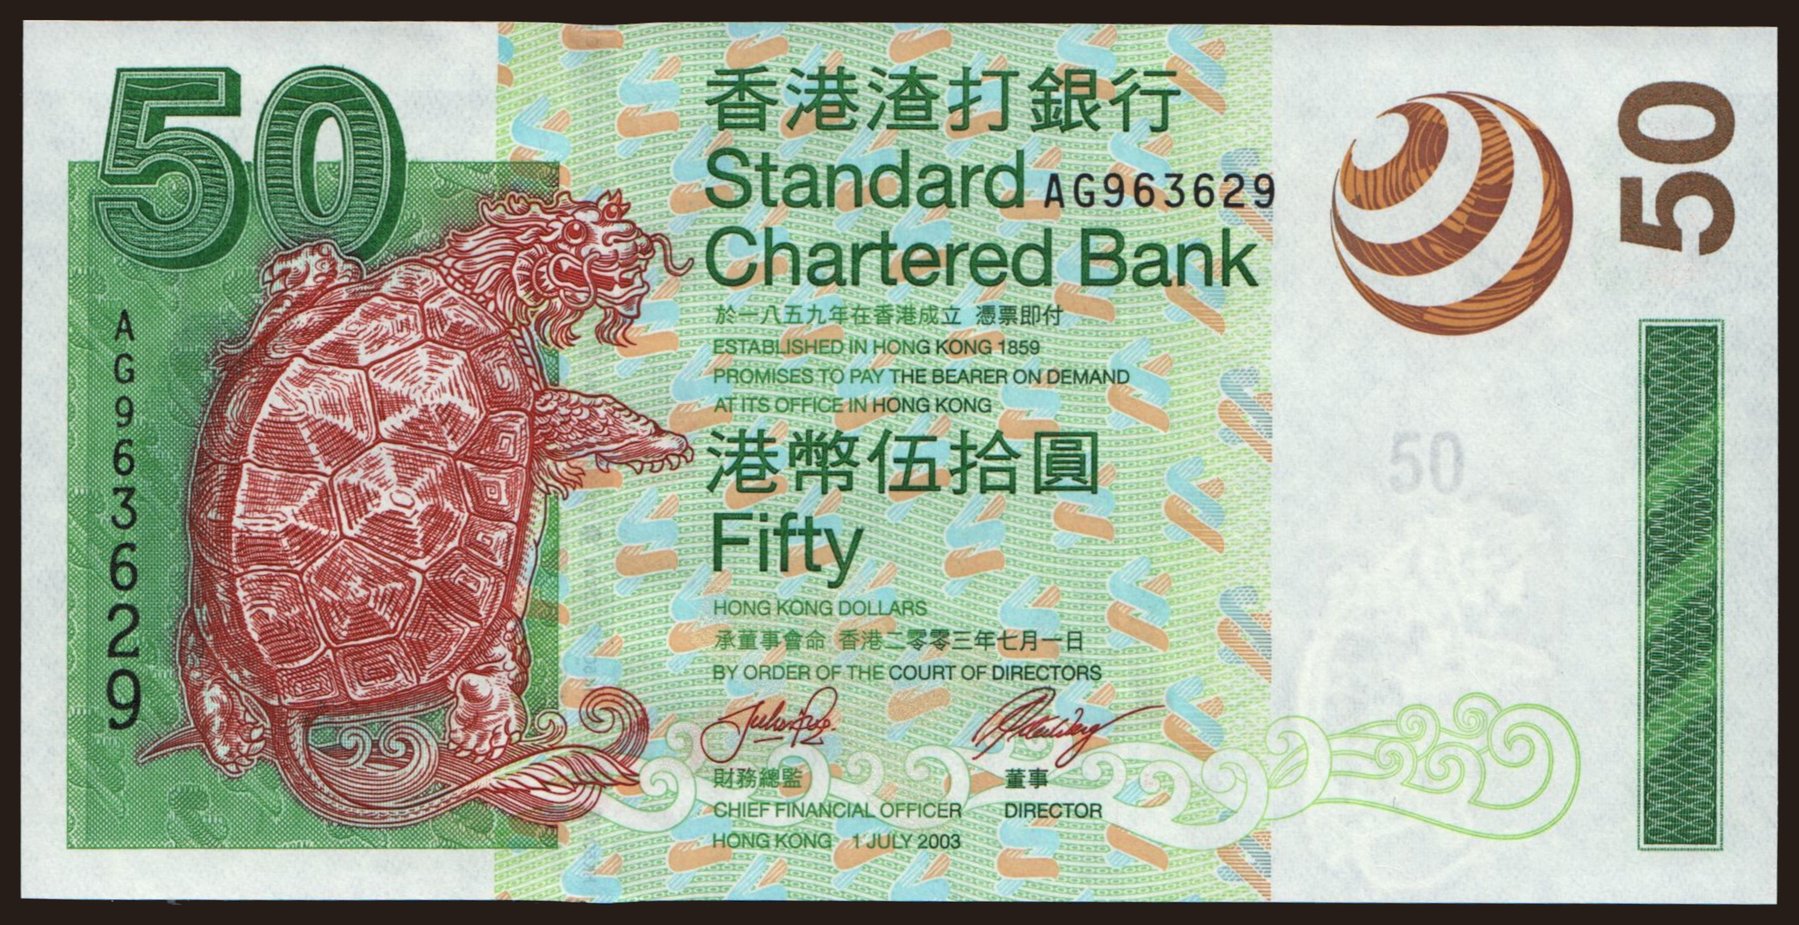 50
香港渣打銀行
Standard
AG963629
Chartered Bank
於一八五九年在香港成立 憑票即付
ESTABLISHED IN HONG KONG 1859
PROMISES TO PAY THE BEARER ON DEMAND
AT ITS OFFICE IN HONG KONG
港幣伍拾圓
Fifty
HONG KONG DOLLARS
承董事會命 香港二零零三年七月一日
BY ORDER OF THE COURT OF DIRECTORS
財務總監 董事
CHIEF FINANCIAL OFFICER DIRECTOR
HONG KONG 1 JULY 2003
AG963629
50
50